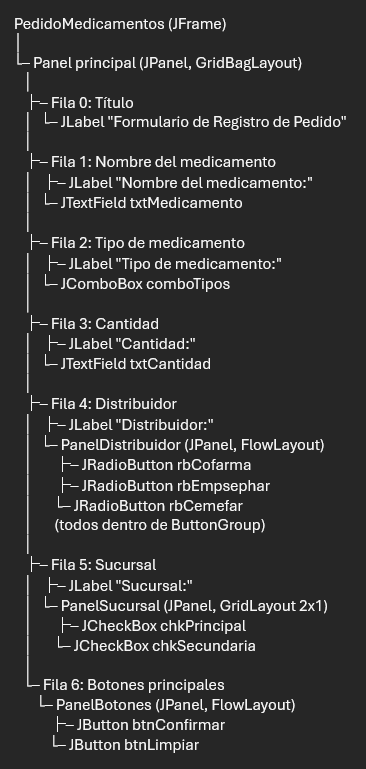 PedidoMedicamentos (JFrame)
│
└─ Panel principal (JPanel, GridBagLayout)
│
├─ Fila 0: Título
│ └─ JLabel "Formulario de Registro de Pedido"
│
├─ Fila 1: Nombre del medicamento
│ ├─ JLabel "Nombre del medicamento:"
│ └─ JTextField txtMedicamento
│
├─ Fila 2: Tipo de medicamento
│ ├─ JLabel "Tipo de medicamento:"
│ └─ JComboBox comboTipos
│
├─ Fila 3: Cantidad
│ ├─ JLabel "Cantidad:"
│ └─ JTextField txtCantidad
│
├─ Fila 4: Distribuidor
│ ├─ JLabel "Distribuidor:"
│ └─ PanelDistribuidor (JPanel, FlowLayout)
│ ├─ JRadioButton rbCofarma
│ ├─ JRadioButton rbEmpsephar
│ └─ JRadioButton rbCemefar
│ (todos dentro de ButtonGroup)
│
├─ Fila 5: Sucursal
│ ├─ JLabel "Sucursal:"
│ └─ PanelSucursal (JPanel, GridLayout 2x1)
│ ├─ JCheckBox chkPrincipal
│ └─ JCheckBox chkSecundaria
│
└─ Fila 6: Botones principales
└─ PanelBotones (JPanel, FlowLayout)
├─ JButton btnConfirmar
└─ JButton btnLimpiar